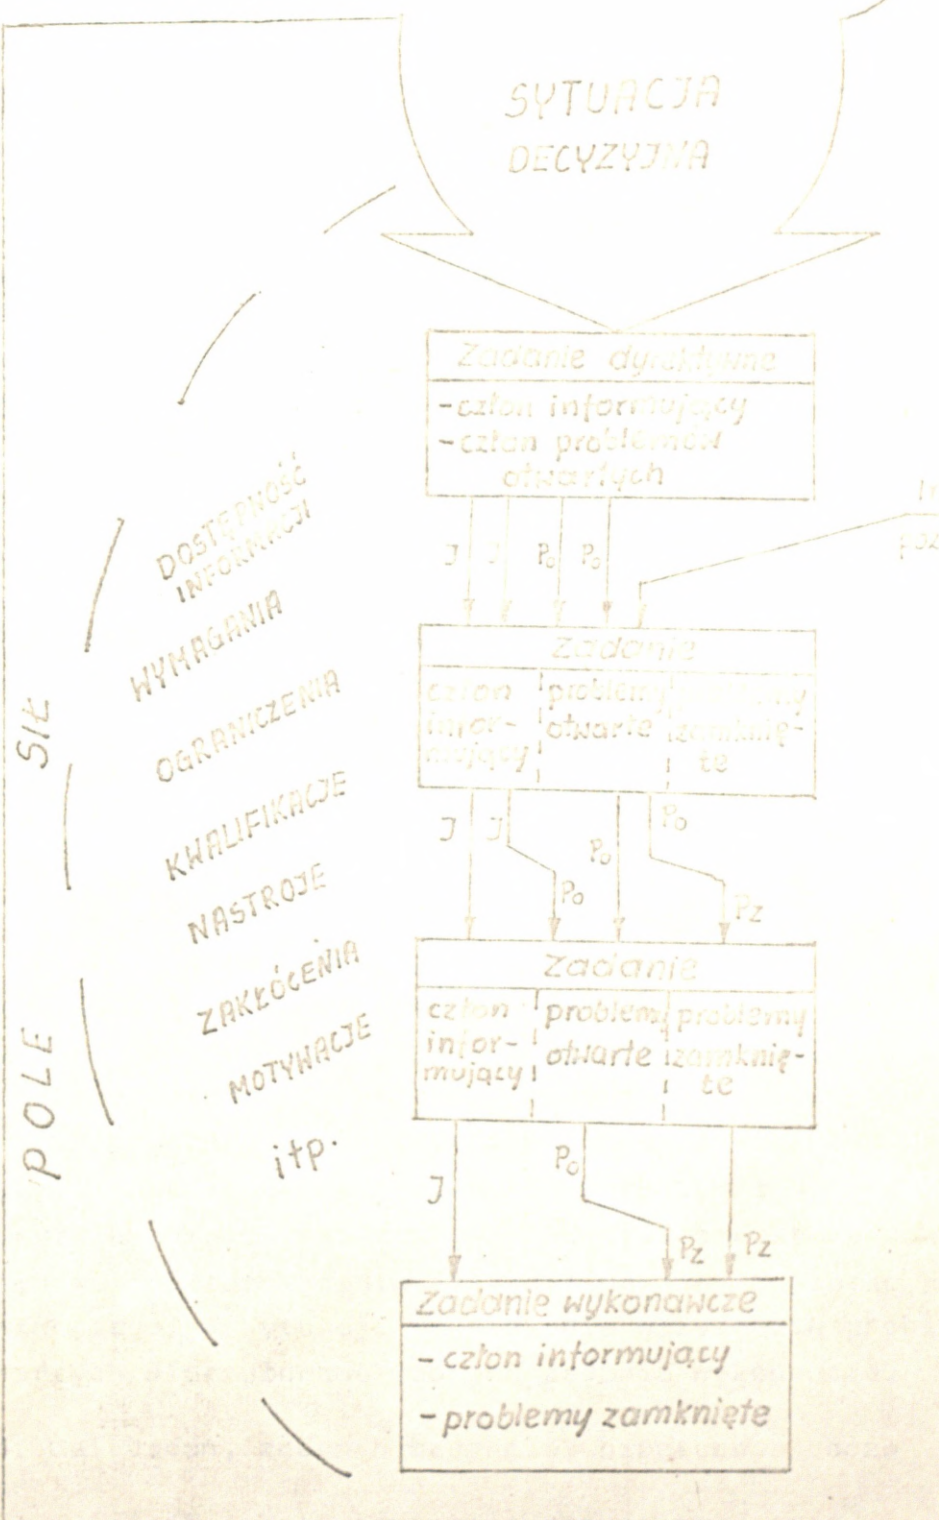 SYTUACJA
DECYZYJNA
Zadanie dyrektywne
-człon informujący
-człon problemów
otwartych
J J Po Po
Zadanie
człon problemy
infor- otwarte zamknię-
mujący te
J J Po Po
Po Pz
Zadanie
człon problemy problemy
infor- otwarte zamknię-
mujący te
J Po
Pz Pz
Zadanie wykonawcze
- człon informujący
- problemy zamknięte
DOSTĘPNOŚĆ
INFORMACJI
WYMAGANIA
OGRANICZENIA
KWALIFIKACJE
NASTROJE
ZAKŁÓCENIA
MOTYWACJE
itp.
POLE SIŁ